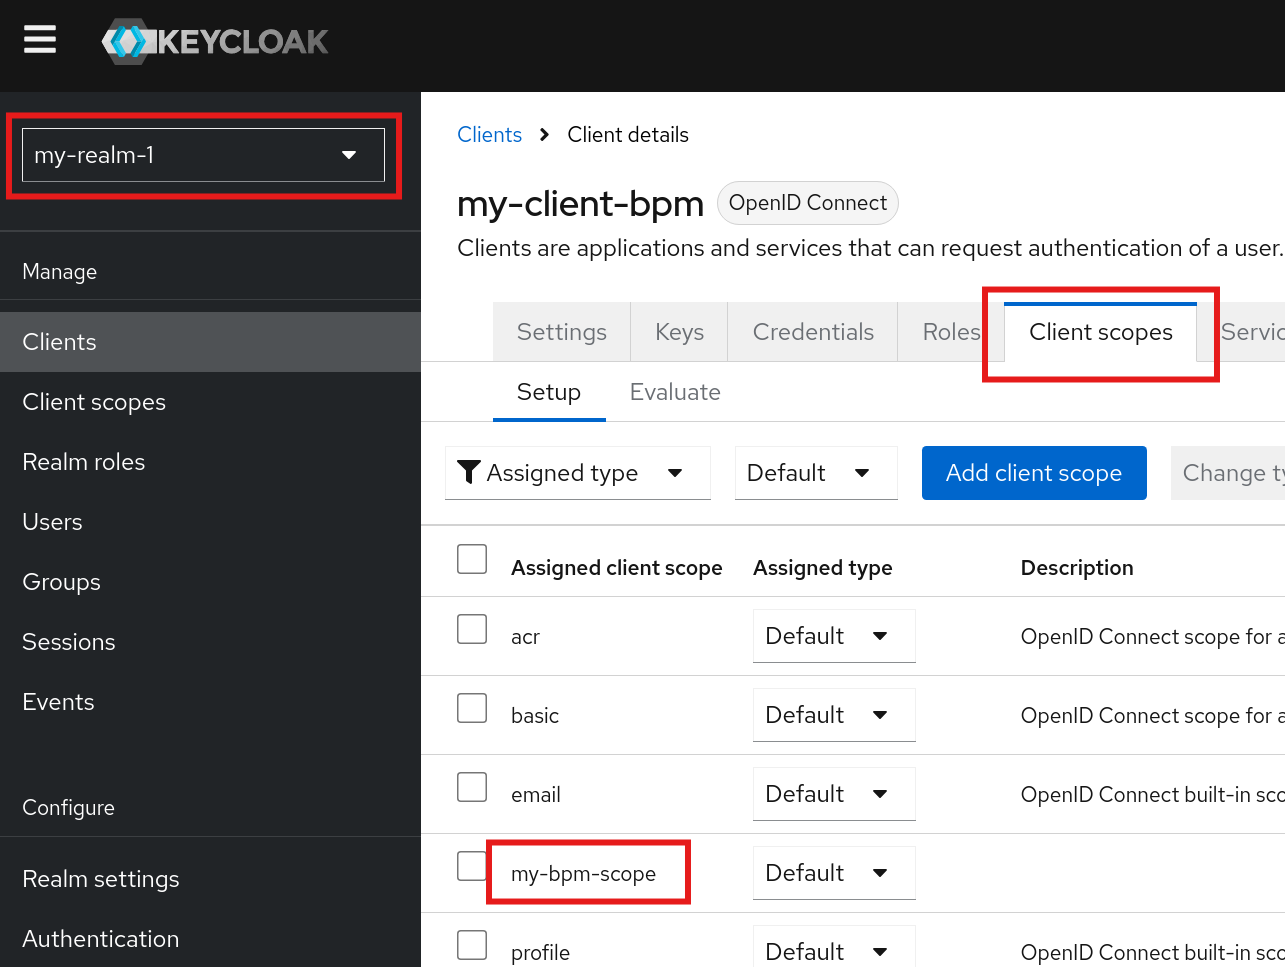 KEYCLOAK
my-realm-1
Manage
Clients
Client scopes
Realm roles
Users
Groups
Sessions
Events
Configure
Realm settings
Authentication
Clients > Client details
my-client-bpm OpenID Connect
Clients are applications and services that can request authentication of a user.
Settings Keys Credentials Roles Client scopes Servic
Setup Evaluate
Assigned type Default Add client scope Change ty
Assigned client scope Assigned type Description
acr Default OpenID Connect scope for a
basic Default OpenID Connect scope for a
email Default OpenID Connect built-in sco
my-bpm-scope Default
profile Default OpenID Connect built-in sco